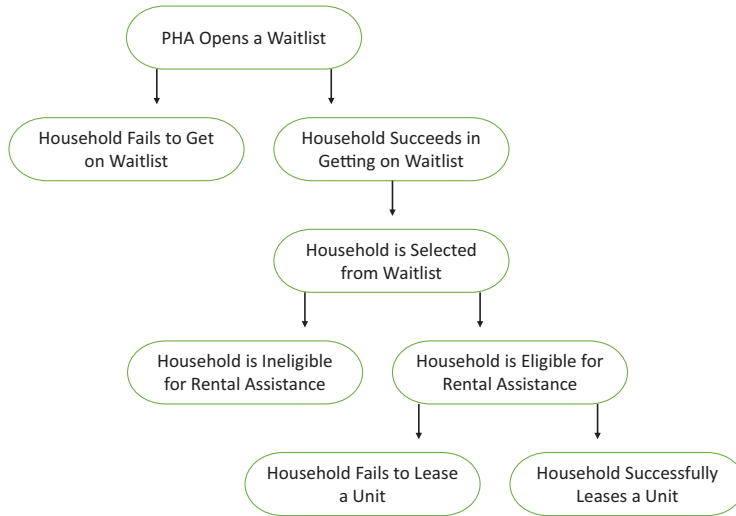 PHA Opens a Waitlist
Household Fails to Get
on Waitlist
Household Succeeds in
Getting on Waitlist
Household is Selected
from Waitlist
Household is Ineligible
for Rental Assistance
Household is Eligible for
Rental Assistance
Household Fails to Lease
a Unit
Household Successfully
Leases a Unit